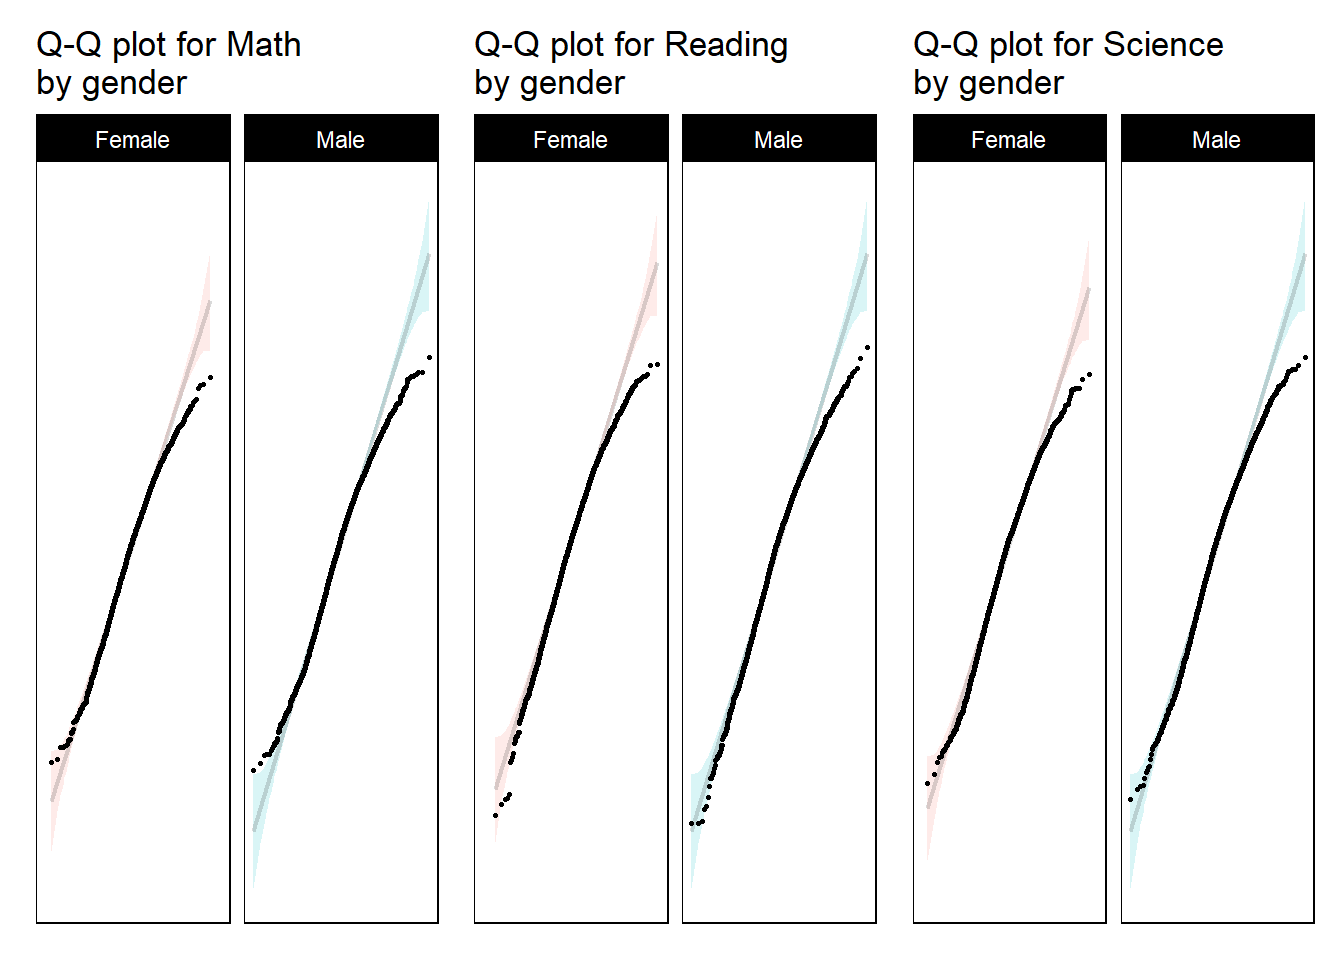 Q-Q plot for Math
by gender
Female
Male
Q-Q plot for Reading
by gender
Female
Male
Q-Q plot for Science
by gender
Female
Male